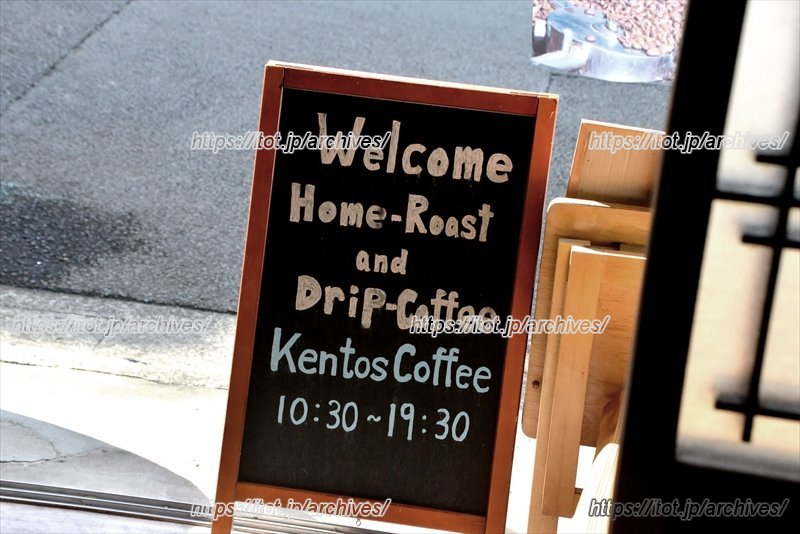 https://itot.jp/archives/ https://itot.jp/archives/
Welcome
Home-Roast
and
Drip-Coffee
https://itot.jp/archives/ https://itot.jp/archives/
Kentos Coffee
10:30~19:30
https://itot.jp/archives/ https://itot.jp/archives/